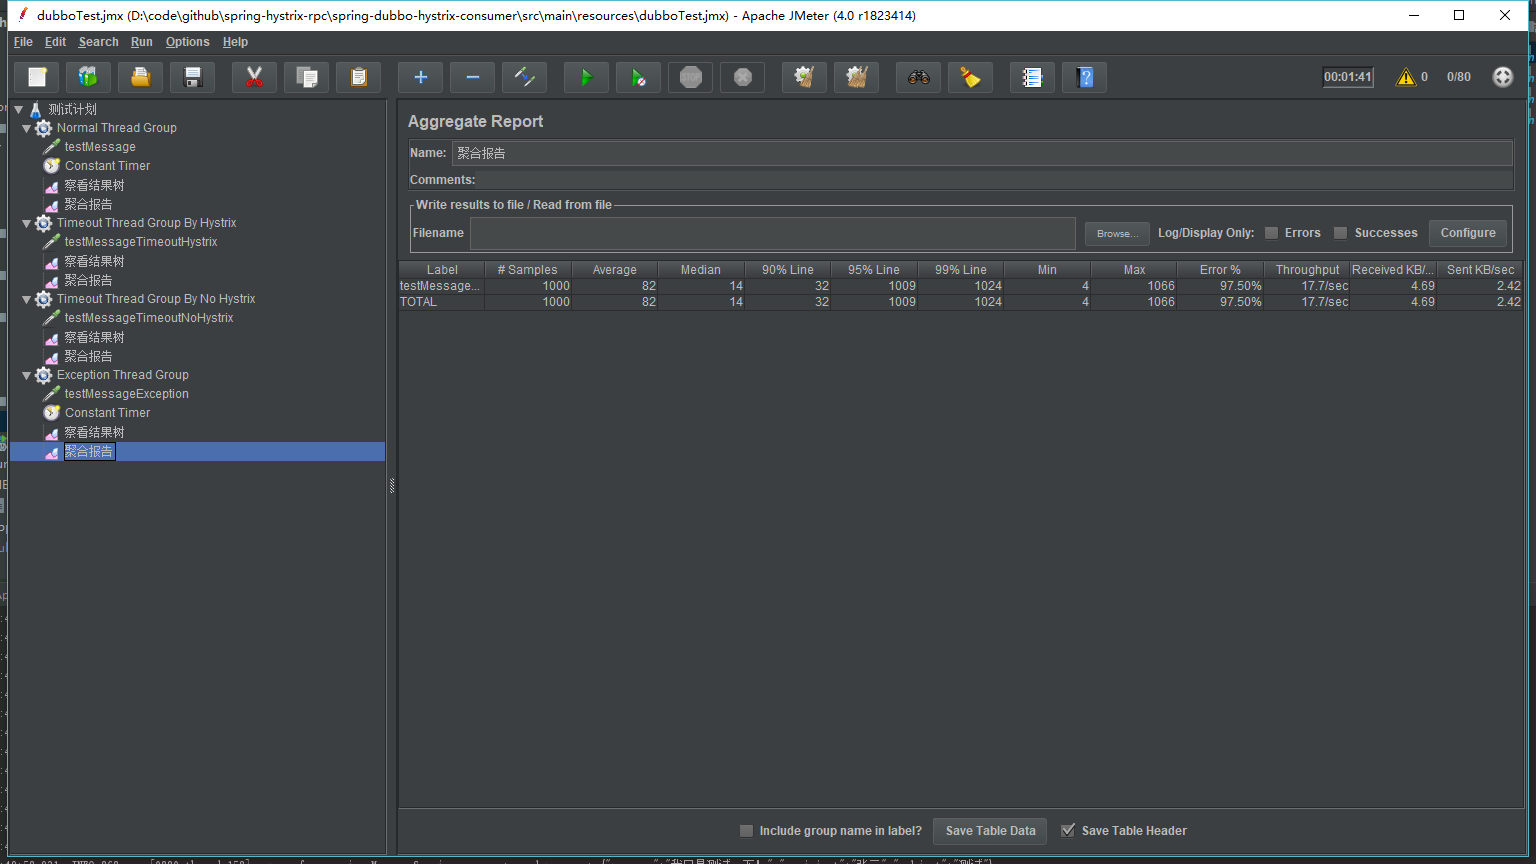 dubboTest.jmx (D:\code\github\spring-hystrix-rpc\spring-dubbo-hystrix-consumer\src\main\resources\dubboTest.jmx) - Apache JMeter (4.0 r1823414)
File Edit Search Run Options Help
STOP 00:01:41 0 0/80
测试计划
Normal Thread Group
testMessage
Constant Timer
察看结果树
聚合报告
Timeout Thread Group By Hystrix
testMessageTimeoutHystrix
察看结果树
聚合报告
Timeout Thread Group By No Hystrix
testMessageTimeoutNoHystrix
察看结果树
聚合报告
Exception Thread Group
testMessageException
Constant Timer
察看结果树
聚合报告
Aggregate Report
Name: 聚合报告
Comments:
Write results to file / Read from file
Filename Browse... Log/Display Only: Errors Successes Configure
Label # Samples Average Median 90% Line 95% Line 99% Line Min Max Error % Throughput Received KB/... Sent KB/sec
testMessage... 1000 82 14 32 1009 1024 4 1066 97.50% 17.7/sec 4.69 2.42
TOTAL 1000 82 14 32 1009 1024 4 1066 97.50% 17.7/sec 4.69 2.42
Include group name in label? Save Table Data Save Table Header